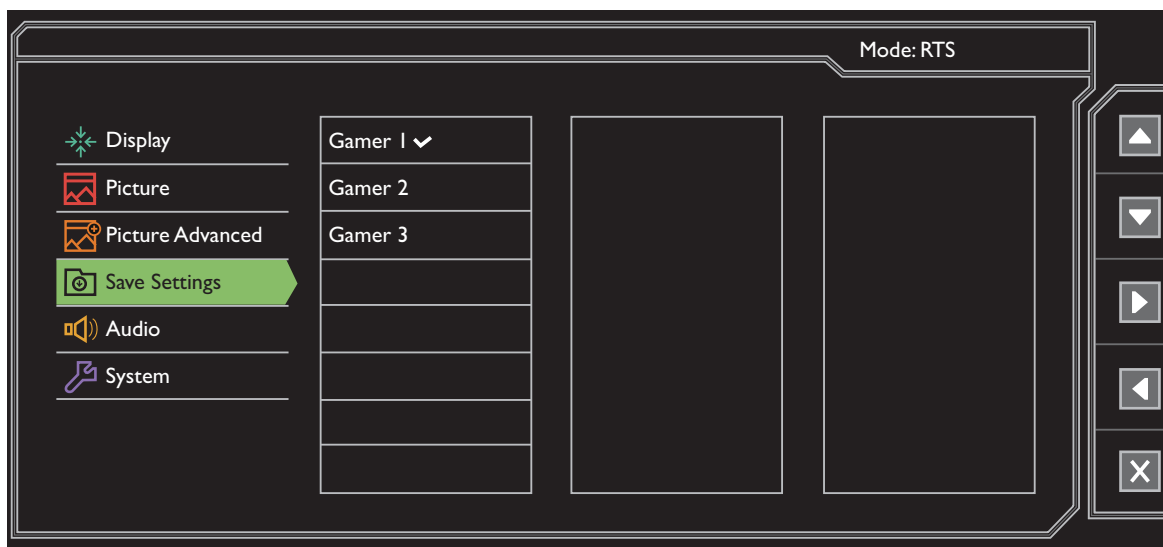 Mode: RTS
Display
Picture
Picture Advanced
Save Settings
Audio
System
Gamer 1
Gamer 2
Gamer 3